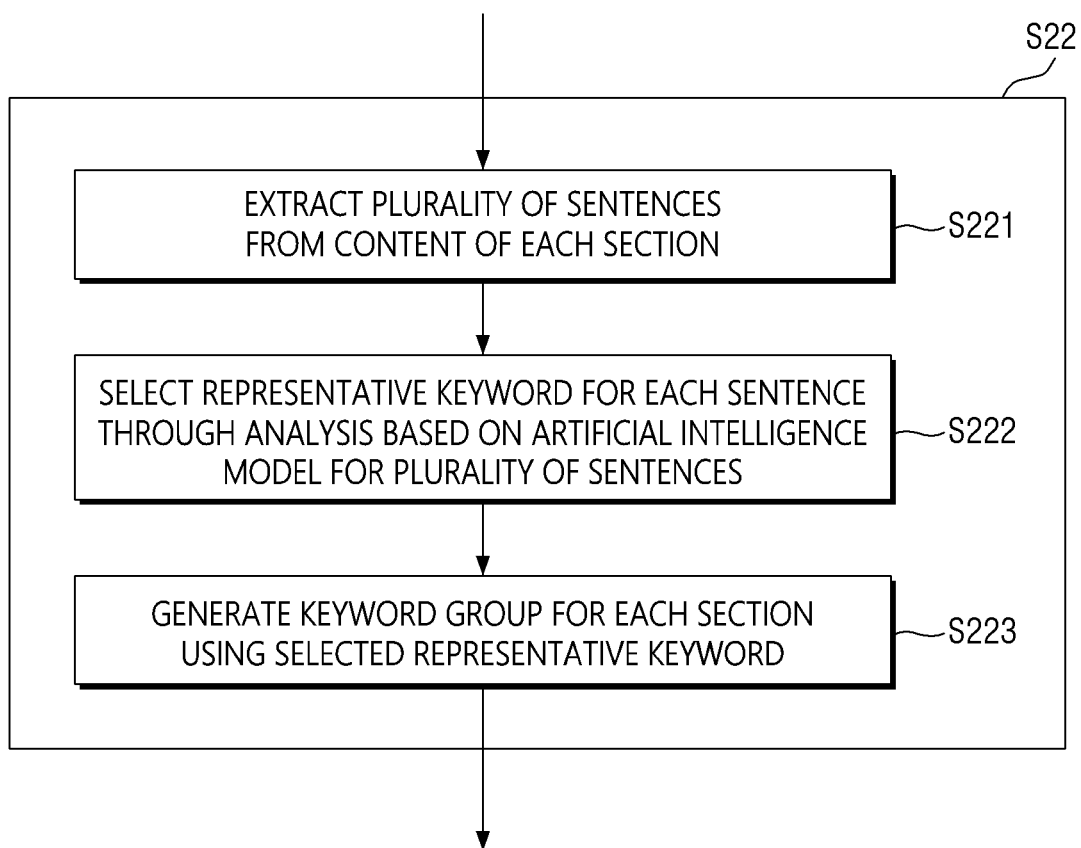 S22
EXTRACT PLURALITY OF SENTENCES
FROM CONTENT OF EACH SECTION
S221
SELECT REPRESENTATIVE KEYWORD FOR EACH SENTENCE
THROUGH ANALYSIS BASED ON ARTIFICIAL INTELLIGENCE
MODEL FOR PLURALITY OF SENTENCES
S222
GENERATE KEYWORD GROUP FOR EACH SECTION
USING SELECTED REPRESENTATIVE KEYWORD
S223